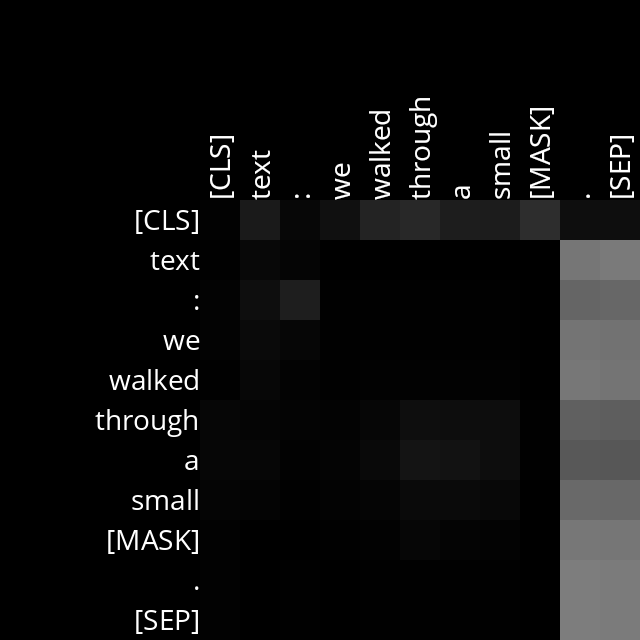 [CLS] text : we walked through a small [MASK] . [SEP]
[CLS]
text
:
we
walked
through
a
small
[MASK]
.
[SEP]